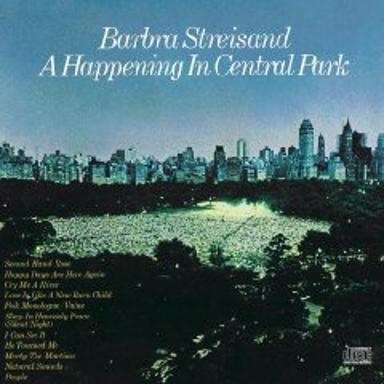 Barbra Streisand
A Happening In Central Park
Second Hand Rose
Happy Days Are Here Again
Cry Me A River
Love Is Like A New Born Child
Folk Monologue/Value
Sleep In Heavenly Peace
(Silent Night)
I Can See It
He Touched Me
Marty The Martian
Natural Sounds
People
COMPACT
disc